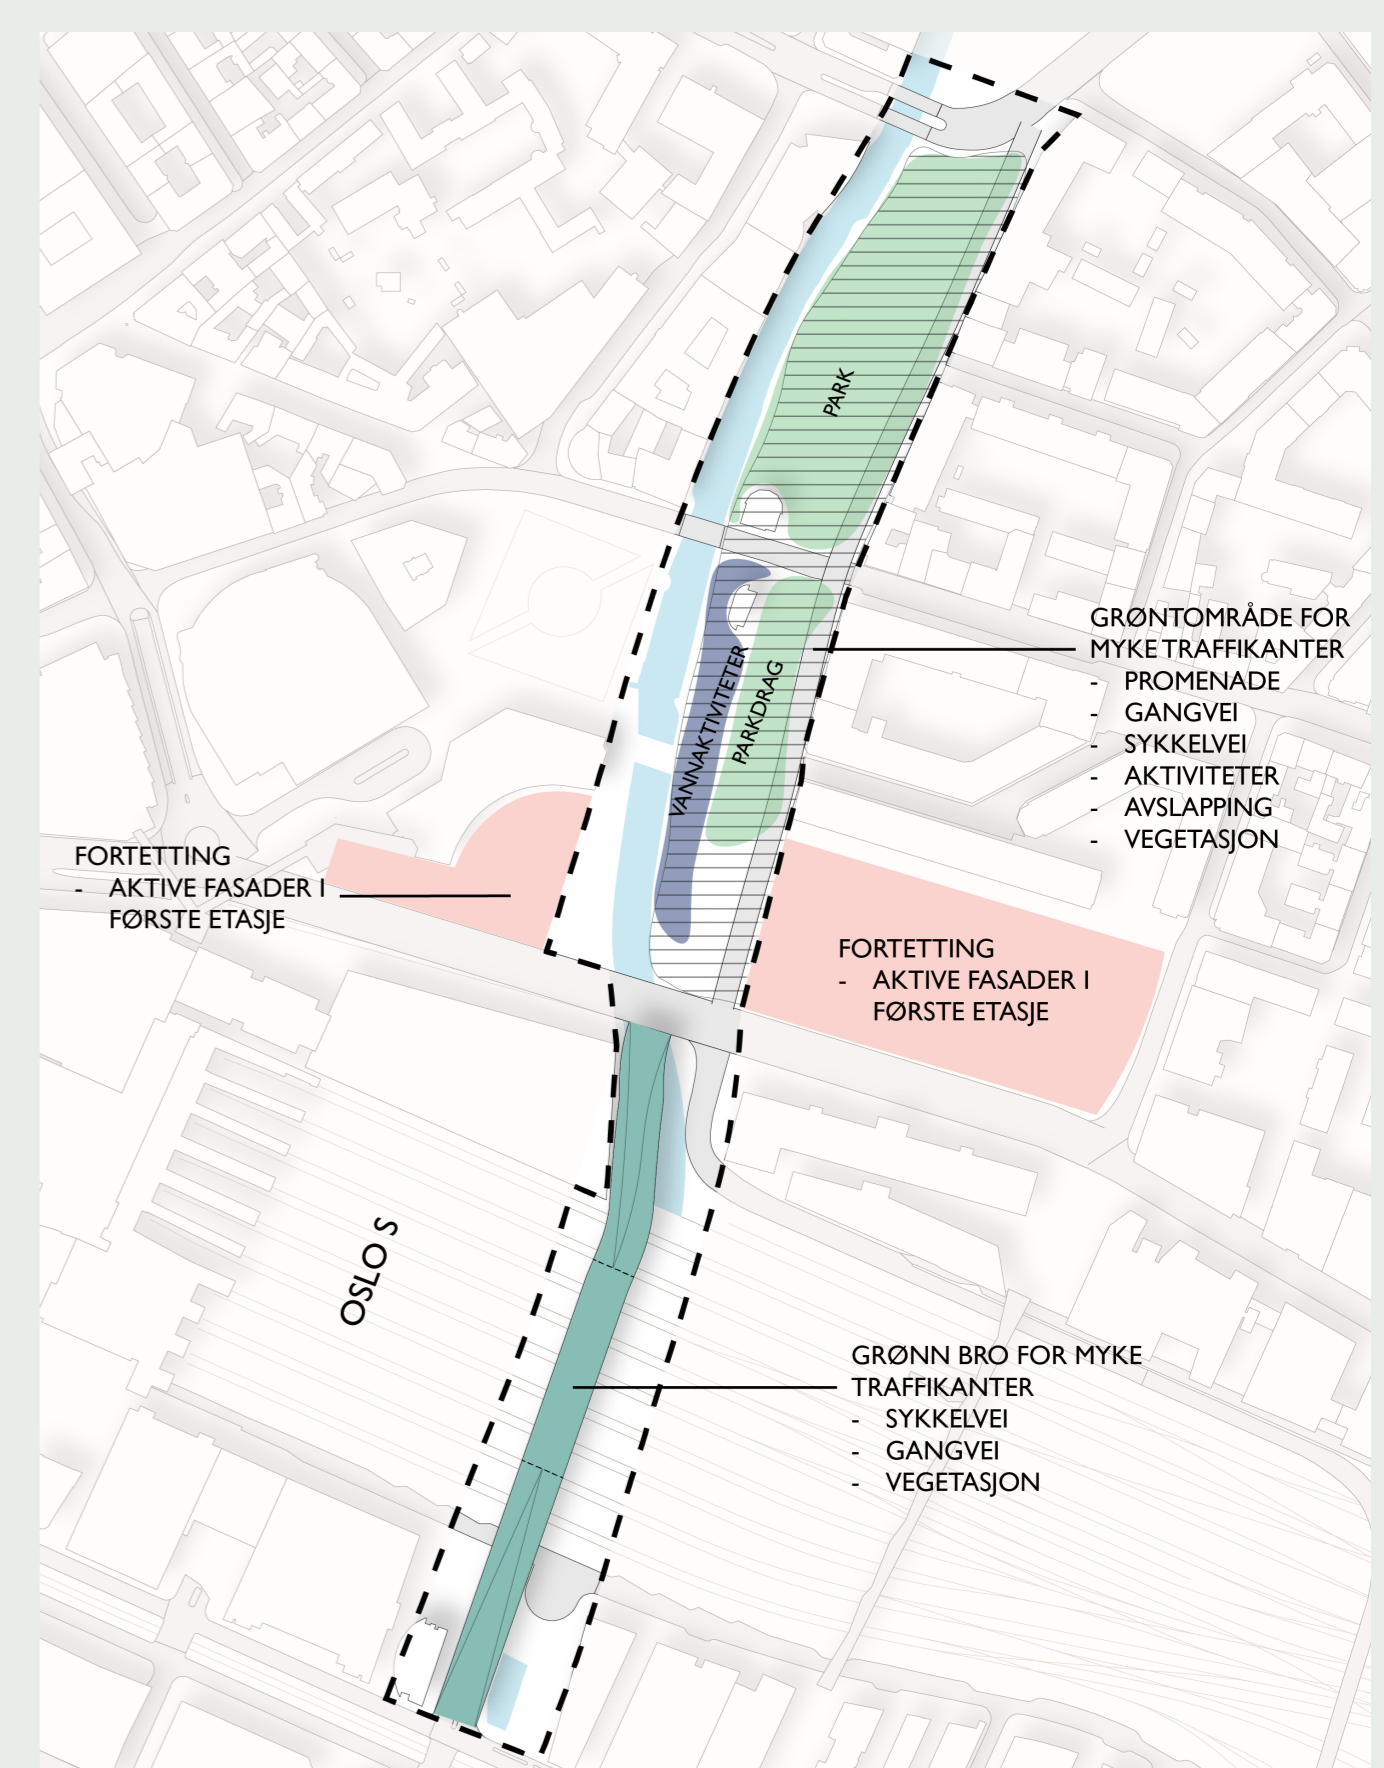 PARK
VANNAKTIVITETER
PARKDRAG
GRØNTOMRÅDE FOR
MYKE TRAFFIKANTER
- PROMENADE
- GANGVEI
- SYKKELVEI
- AKTIVITETER
- AVSLAPPING
- VEGETASJON
FORTETTING
- AKTIVE FASADER I
FØRSTE ETASJE
FORTETTING
- AKTIVE FASADER I
FØRSTE ETASJE
OSLO S
GRØNN BRO FOR MYKE
TRAFFIKANTER
- SYKKELVEI
- GANGVEI
- VEGETASJON